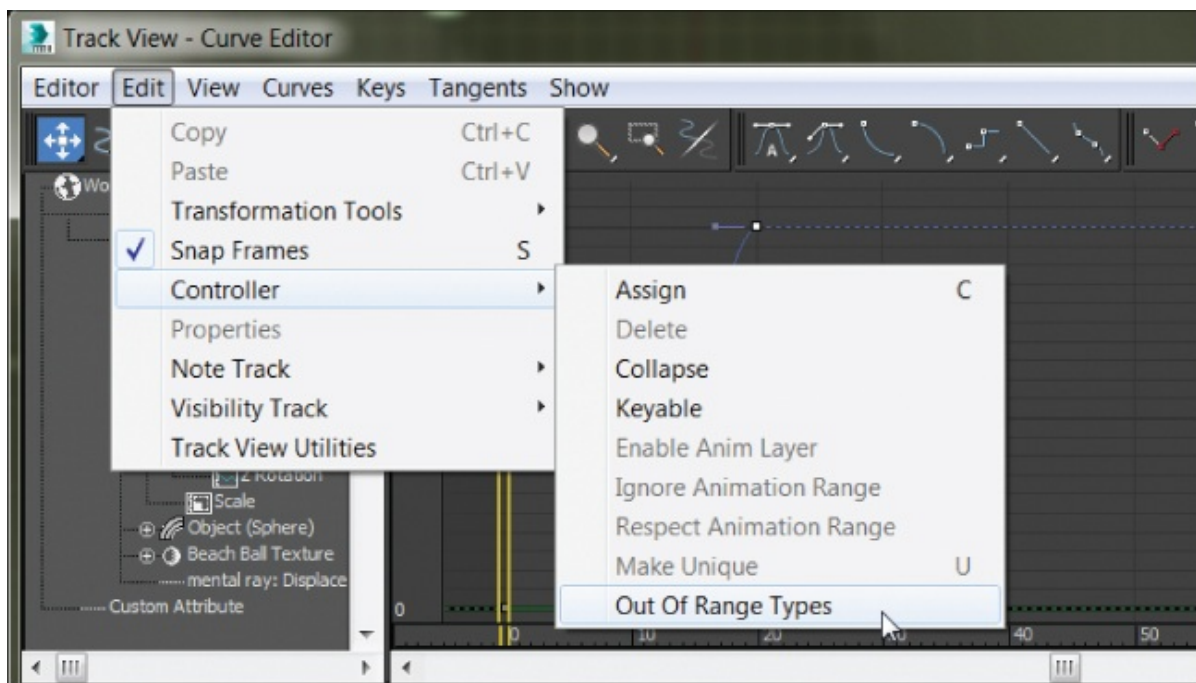 Track View - Curve Editor
Editor Edit View Curves Keys Tangents Show
Copy Ctrl+C
Paste Ctrl+V
Transformation Tools
Snap Frames S
Controller
Properties
Note Track
Visibility Track
Track View Utilities
Assign C
Delete
Collapse
Keyable
Enable Anim Layer
Ignore Animation Range
Respect Animation Range
Make Unique U
Out Of Range Types
Z Rotation
Scale
Object (Sphere)
Beach Ball Texture
mental ray: Displace
Custom Attribute
0
0 10 20 40 50